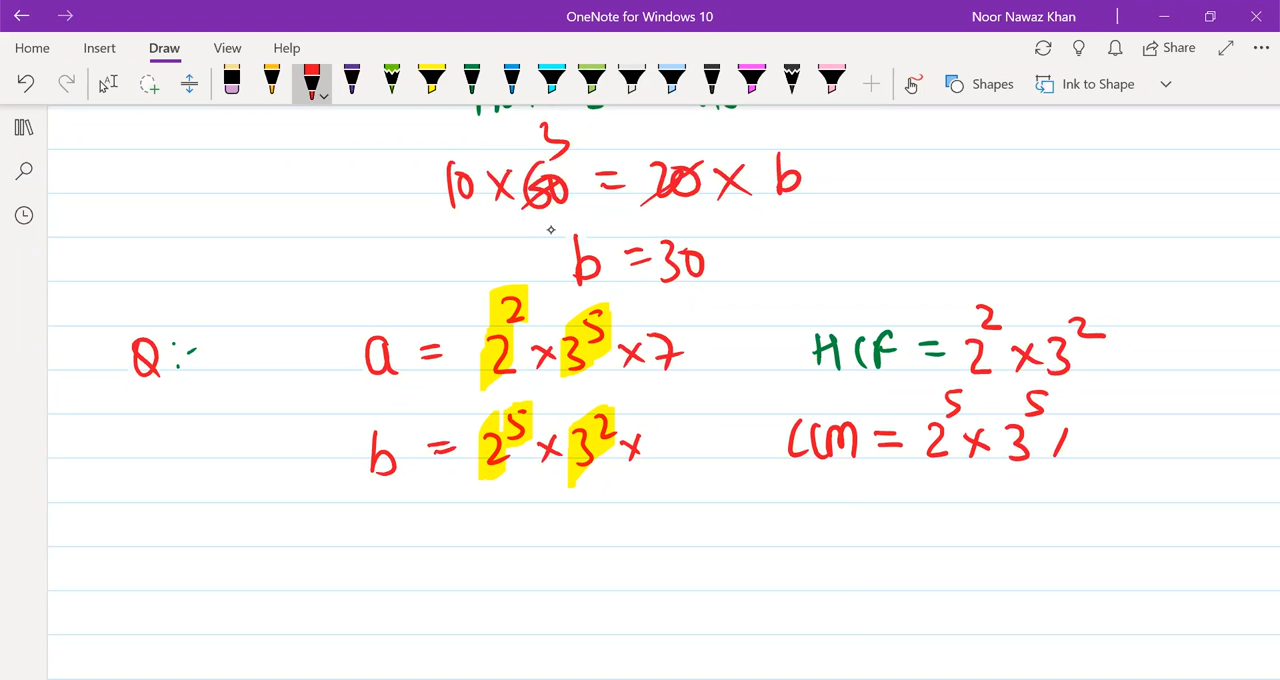 OneNote for Windows 10
Noor Nawaz Khan
Home Insert Draw View Help
Share
Shapes
Ink to Shape
3
10 × 60 = 20 × b
b = 30
Q :- a = 2² × 3⁵ × 7 HCF = 2² × 3²
b = 2⁵ × 3² × LCM = 2⁵ × 3⁵